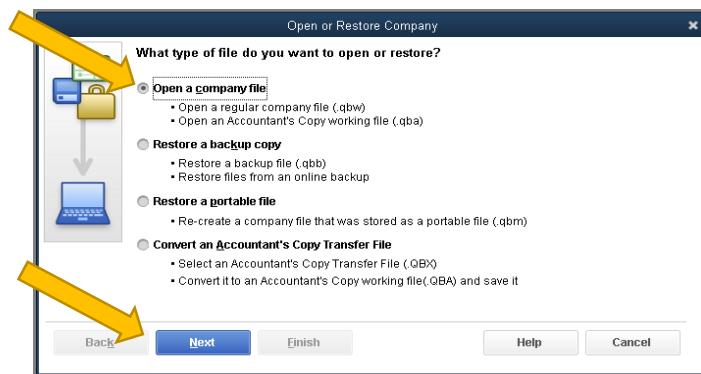 Open or Restore Company
What type of file do you want to open or restore?
Open a company file
• Open a regular company file (.qbw)
• Open an Accountant's Copy working file (.qba)
Restore a backup copy
• Restore a backup file (.qbb)
• Restore files from an online backup
Restore a portable file
• Re-create a company file that was stored as a portable file (.qbm)
Convert an Accountant's Copy Transfer File
• Select an Accountant's Copy Transfer File (.QBX)
• Convert it to an Accountant's Copy working file(.QBA) and save it
Back Next Finish Help Cancel